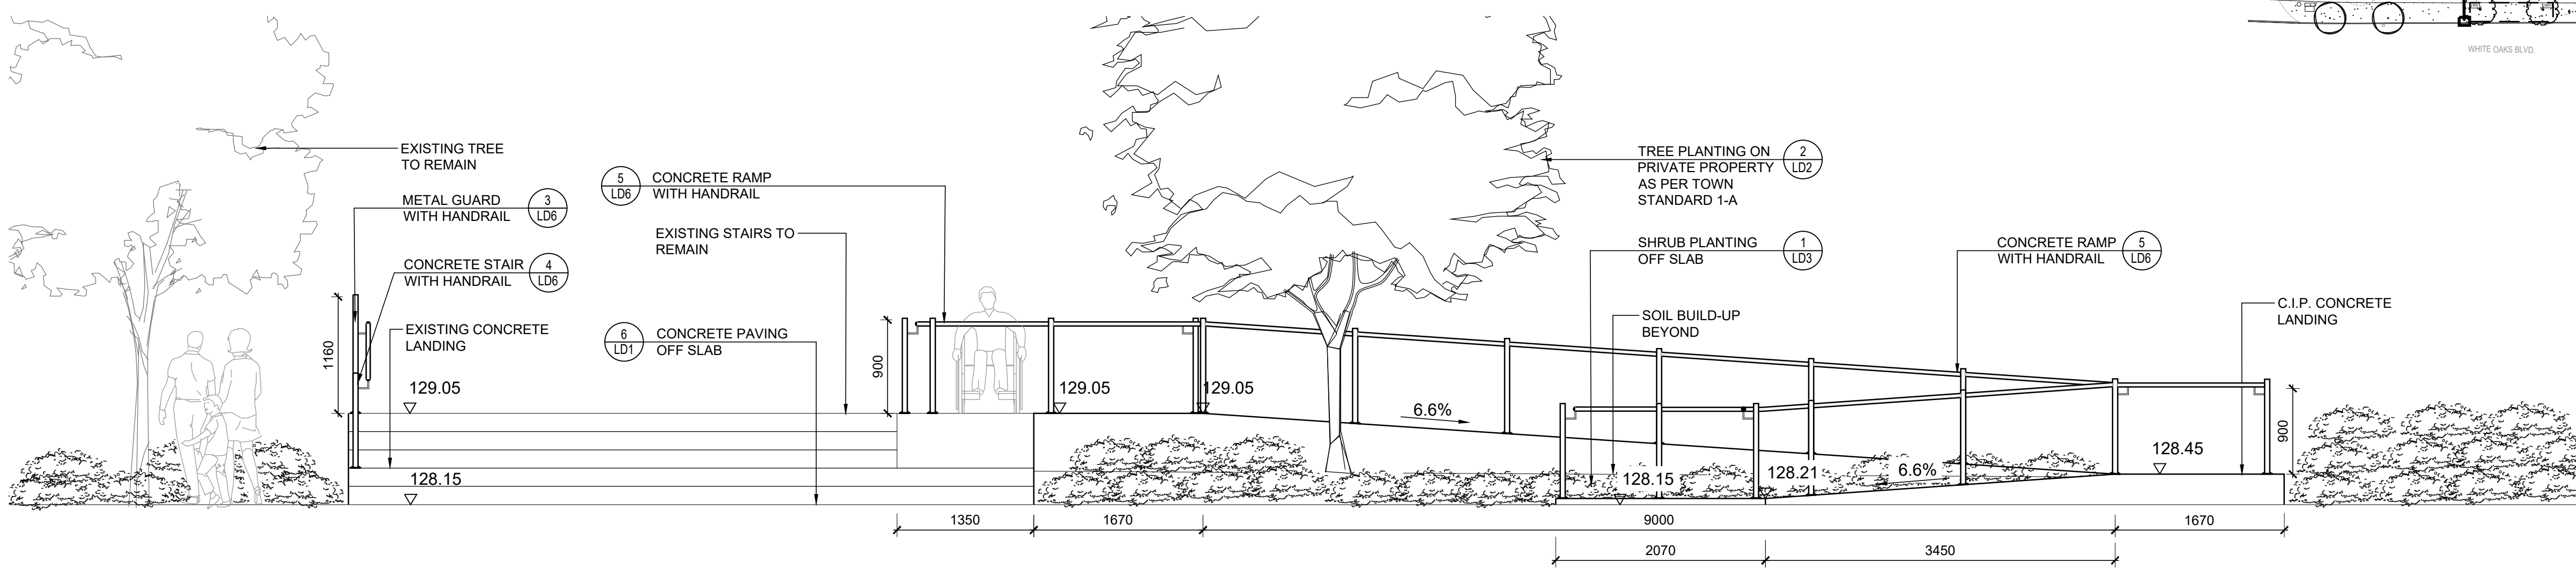 WHITE OAKS BLVD.
EXISTING TREE
TO REMAIN
METAL GUARD
WITH HANDRAIL
3
LD6
CONCRETE STAIR
WITH HANDRAIL
4
LD6
EXISTING CONCRETE
LANDING
1160
129.05
128.15
5
LD6
CONCRETE RAMP
WITH HANDRAIL
EXISTING STAIRS TO
REMAIN
6
LD1
CONCRETE PAVING
OFF SLAB
900
129.05
129.05
6.6%
TREE PLANTING ON
PRIVATE PROPERTY
AS PER TOWN
STANDARD 1-A
2
LD2
SHRUB PLANTING
OFF SLAB
1
LD3
SOIL BUILD-UP
BEYOND
CONCRETE RAMP
WITH HANDRAIL
5
LD6
C.I.P. CONCRETE
LANDING
128.15
128.21
6.6%
128.45
900
1350
1670
9000
1670
2070
3450